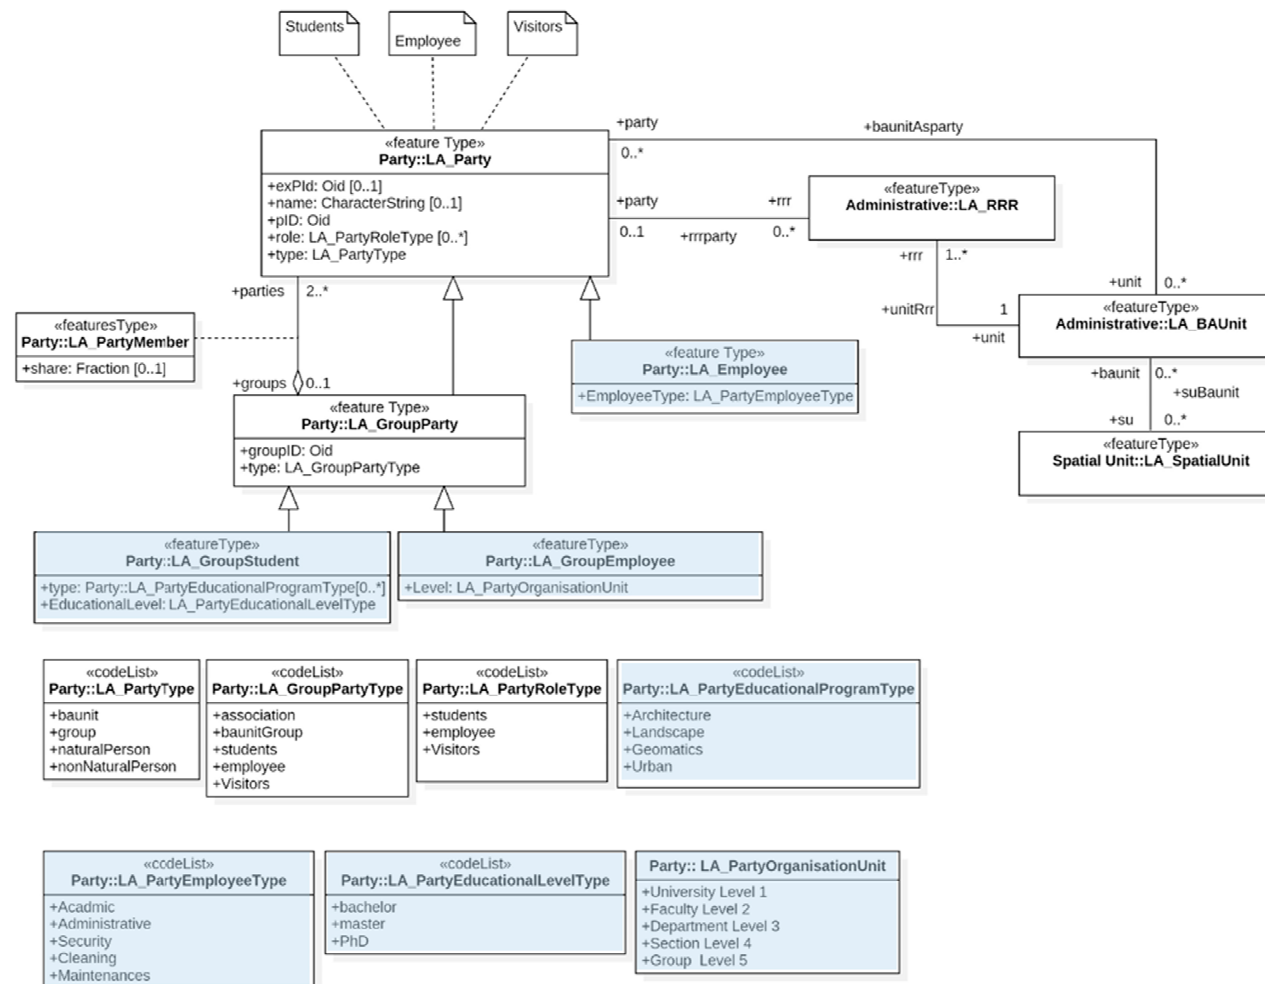 Students
Employee
Visitors
«feature Type»
Party::LA_Party
+exPId: Oid [0..1]
+name: CharacterString [0..1]
+pID: Oid
+role: LA_PartyRoleType [0..*]
+type: LA_PartyType
+party
0..*
+baunitAsparty
+party
0..1
+rrrparty
+rrr
0..*
«featureType»
Administrative::LA_RRR
+rrr
1..*
+unitRrr
1
+unit
+unit
0..*
«featureType»
Administrative::LA_BAUnit
+baunit
0..*
+suBaunit
+su
0..*
«featureType»
Spatial Unit::LA_SpatialUnit
+parties
2..*
«featuresType»
Party::LA_PartyMember
+share: Fraction [0..1]
+groups
0..1
«feature Type»
Party::LA_GroupParty
+groupID: Oid
+type: LA_GroupPartyType
«feature Type»
Party::LA_Employee
+EmployeeType: LA_PartyEmployeeType
«featureType»
Party::LA_GroupStudent
+type: Party::LA_PartyEducationalProgramType[0..*]
+EducationalLevel: LA_PartyEducationalLevelType
«featureType»
Party::LA_GroupEmployee
+Level: LA_PartyOrganisationUnit
«codeList»
Party::LA_PartyType
+baunit
+group
+naturalPerson
+nonNaturalPerson
«codeList»
Party::LA_GroupPartyType
+association
+baunitGroup
+students
+employee
+Visitors
«codeList»
Party::LA_PartyRoleType
+students
+employee
+Visitors
«codeList»
Party::LA_PartyEducationalProgramType
+Architecture
+Landscape
+Geomatics
+Urban
«codeList»
Party::LA_PartyEmployeeType
+Acadmic
+Administrative
+Security
+Cleaning
+Maintenances
«codeList»
Party::LA_PartyEducationalLevelType
+bachelor
+master
+PhD
Party:: LA_PartyOrganisationUnit
+University Level 1
+Faculty Level 2
+Department Level 3
+Section Level 4
+Group  Level 5